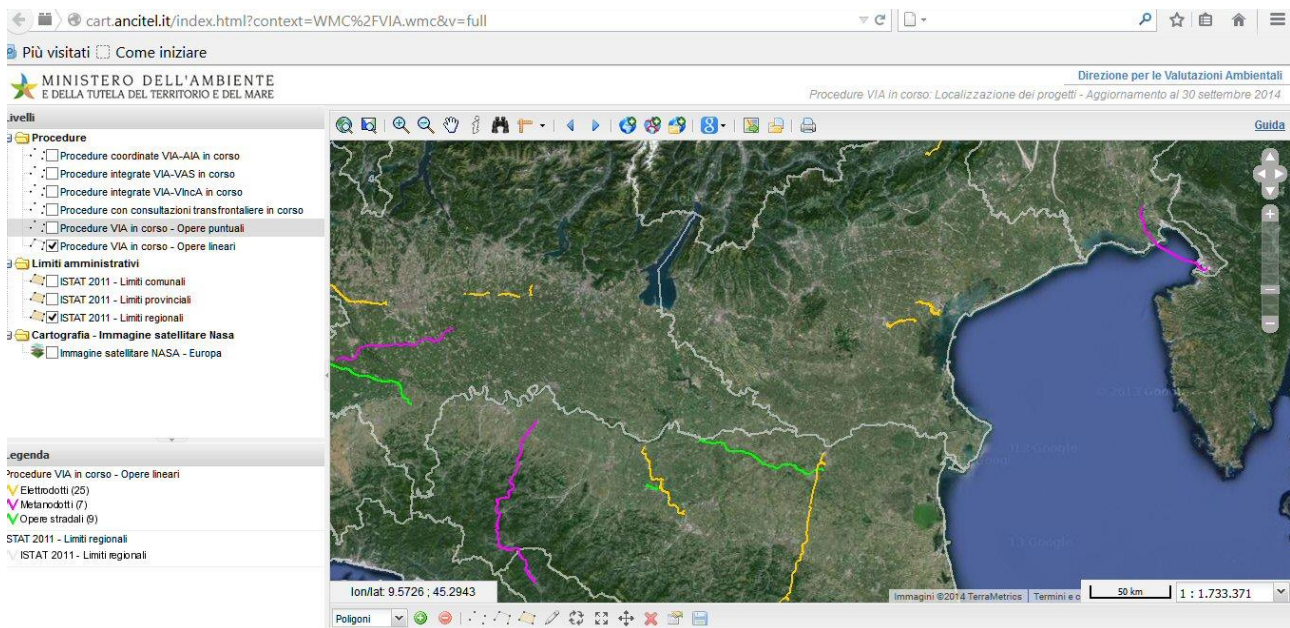 cart.ancitel.it/index.html?context=WMC%2FVIA.wmc&v=full
Più visitati Come iniziare
MINISTERO DELL'AMBIENTE
E DELLA TUTELA DEL TERRITORIO E DEL MARE
Direzione per le Valutazioni Ambientali
Procedure VIA in corso: Localizzazione dei progetti - Aggiornamento al 30 settembre 2014
Livelli
Guida
Procedure
Procedure coordinate VIA-AIA in corso
Procedure integrate VIA-VAS in corso
Procedure integrate VIA-VIncA in corso
Procedure con consultazioni transfrontaliere in corso
Procedure VIA in corso - Opere puntuali
Procedure VIA in corso - Opere lineari
Limiti amministrativi
ISTAT 2011 - Limiti comunali
ISTAT 2011 - Limiti provinciali
ISTAT 2011 - Limiti regionali
Cartografia - Immagine satellitare Nasa
Immagine satellitare NASA - Europa
Legenda
Procedure VIA in corso - Opere lineari
Elettrodotti (25)
Metanodotti (7)
Opere stradali (9)
ISTAT 2011 - Limiti regionali
ISTAT 2011 - Limiti regionali
lon/lat: 9.5726 ; 45.2943
Immagini ©2014 TerraMetrics Termini e
50 km
1 : 1.733.371
Poligoni